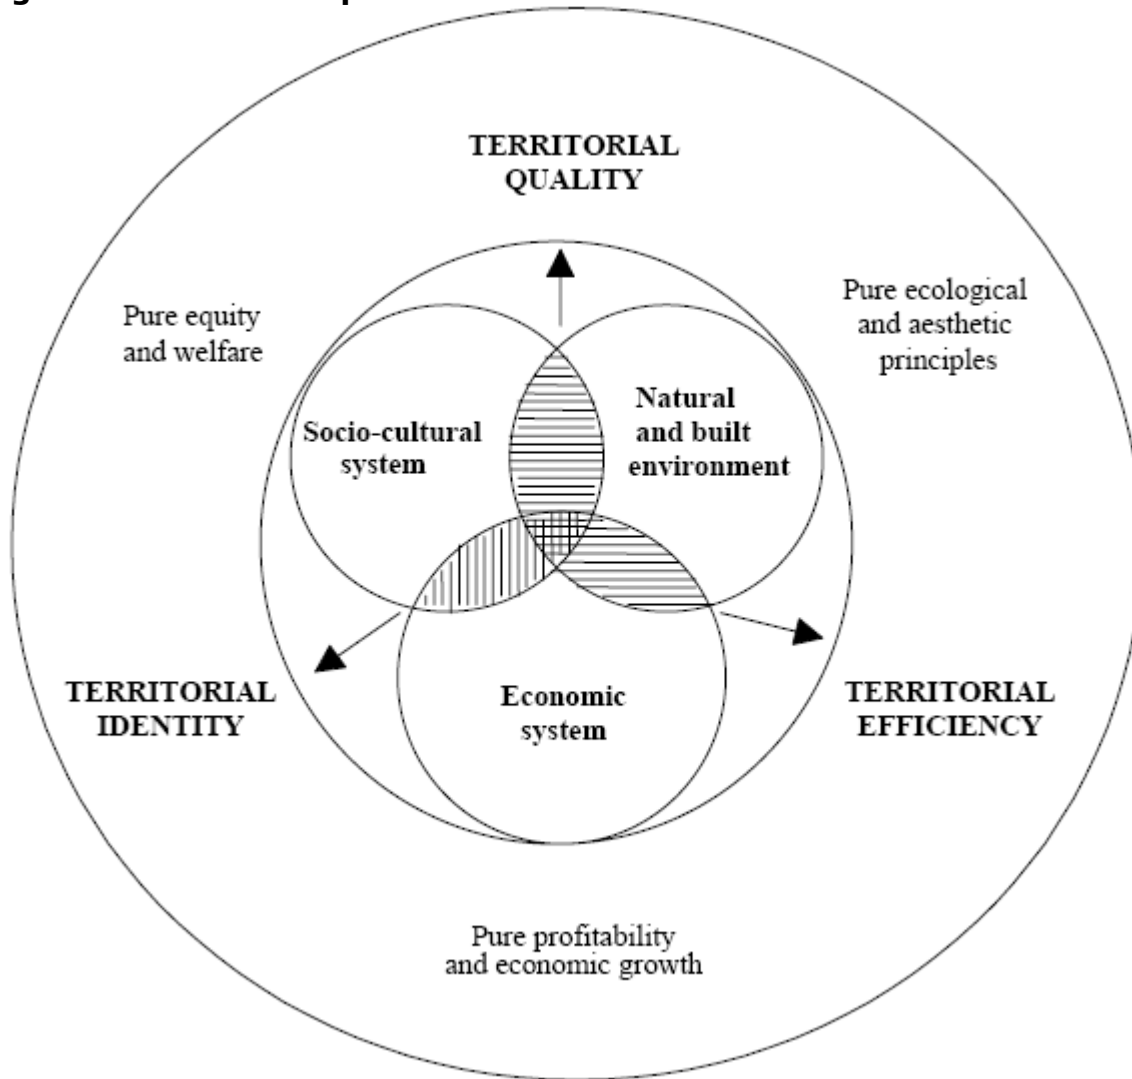 TERRITORIAL
QUALITY
Pure equity
and welfare
Pure ecological
and aesthetic
principles
Socio-cultural
system
Natural
and built
environment
TERRITORIAL
IDENTITY
Economic
system
TERRITORIAL
EFFICIENCY
Pure profitability
and economic growth